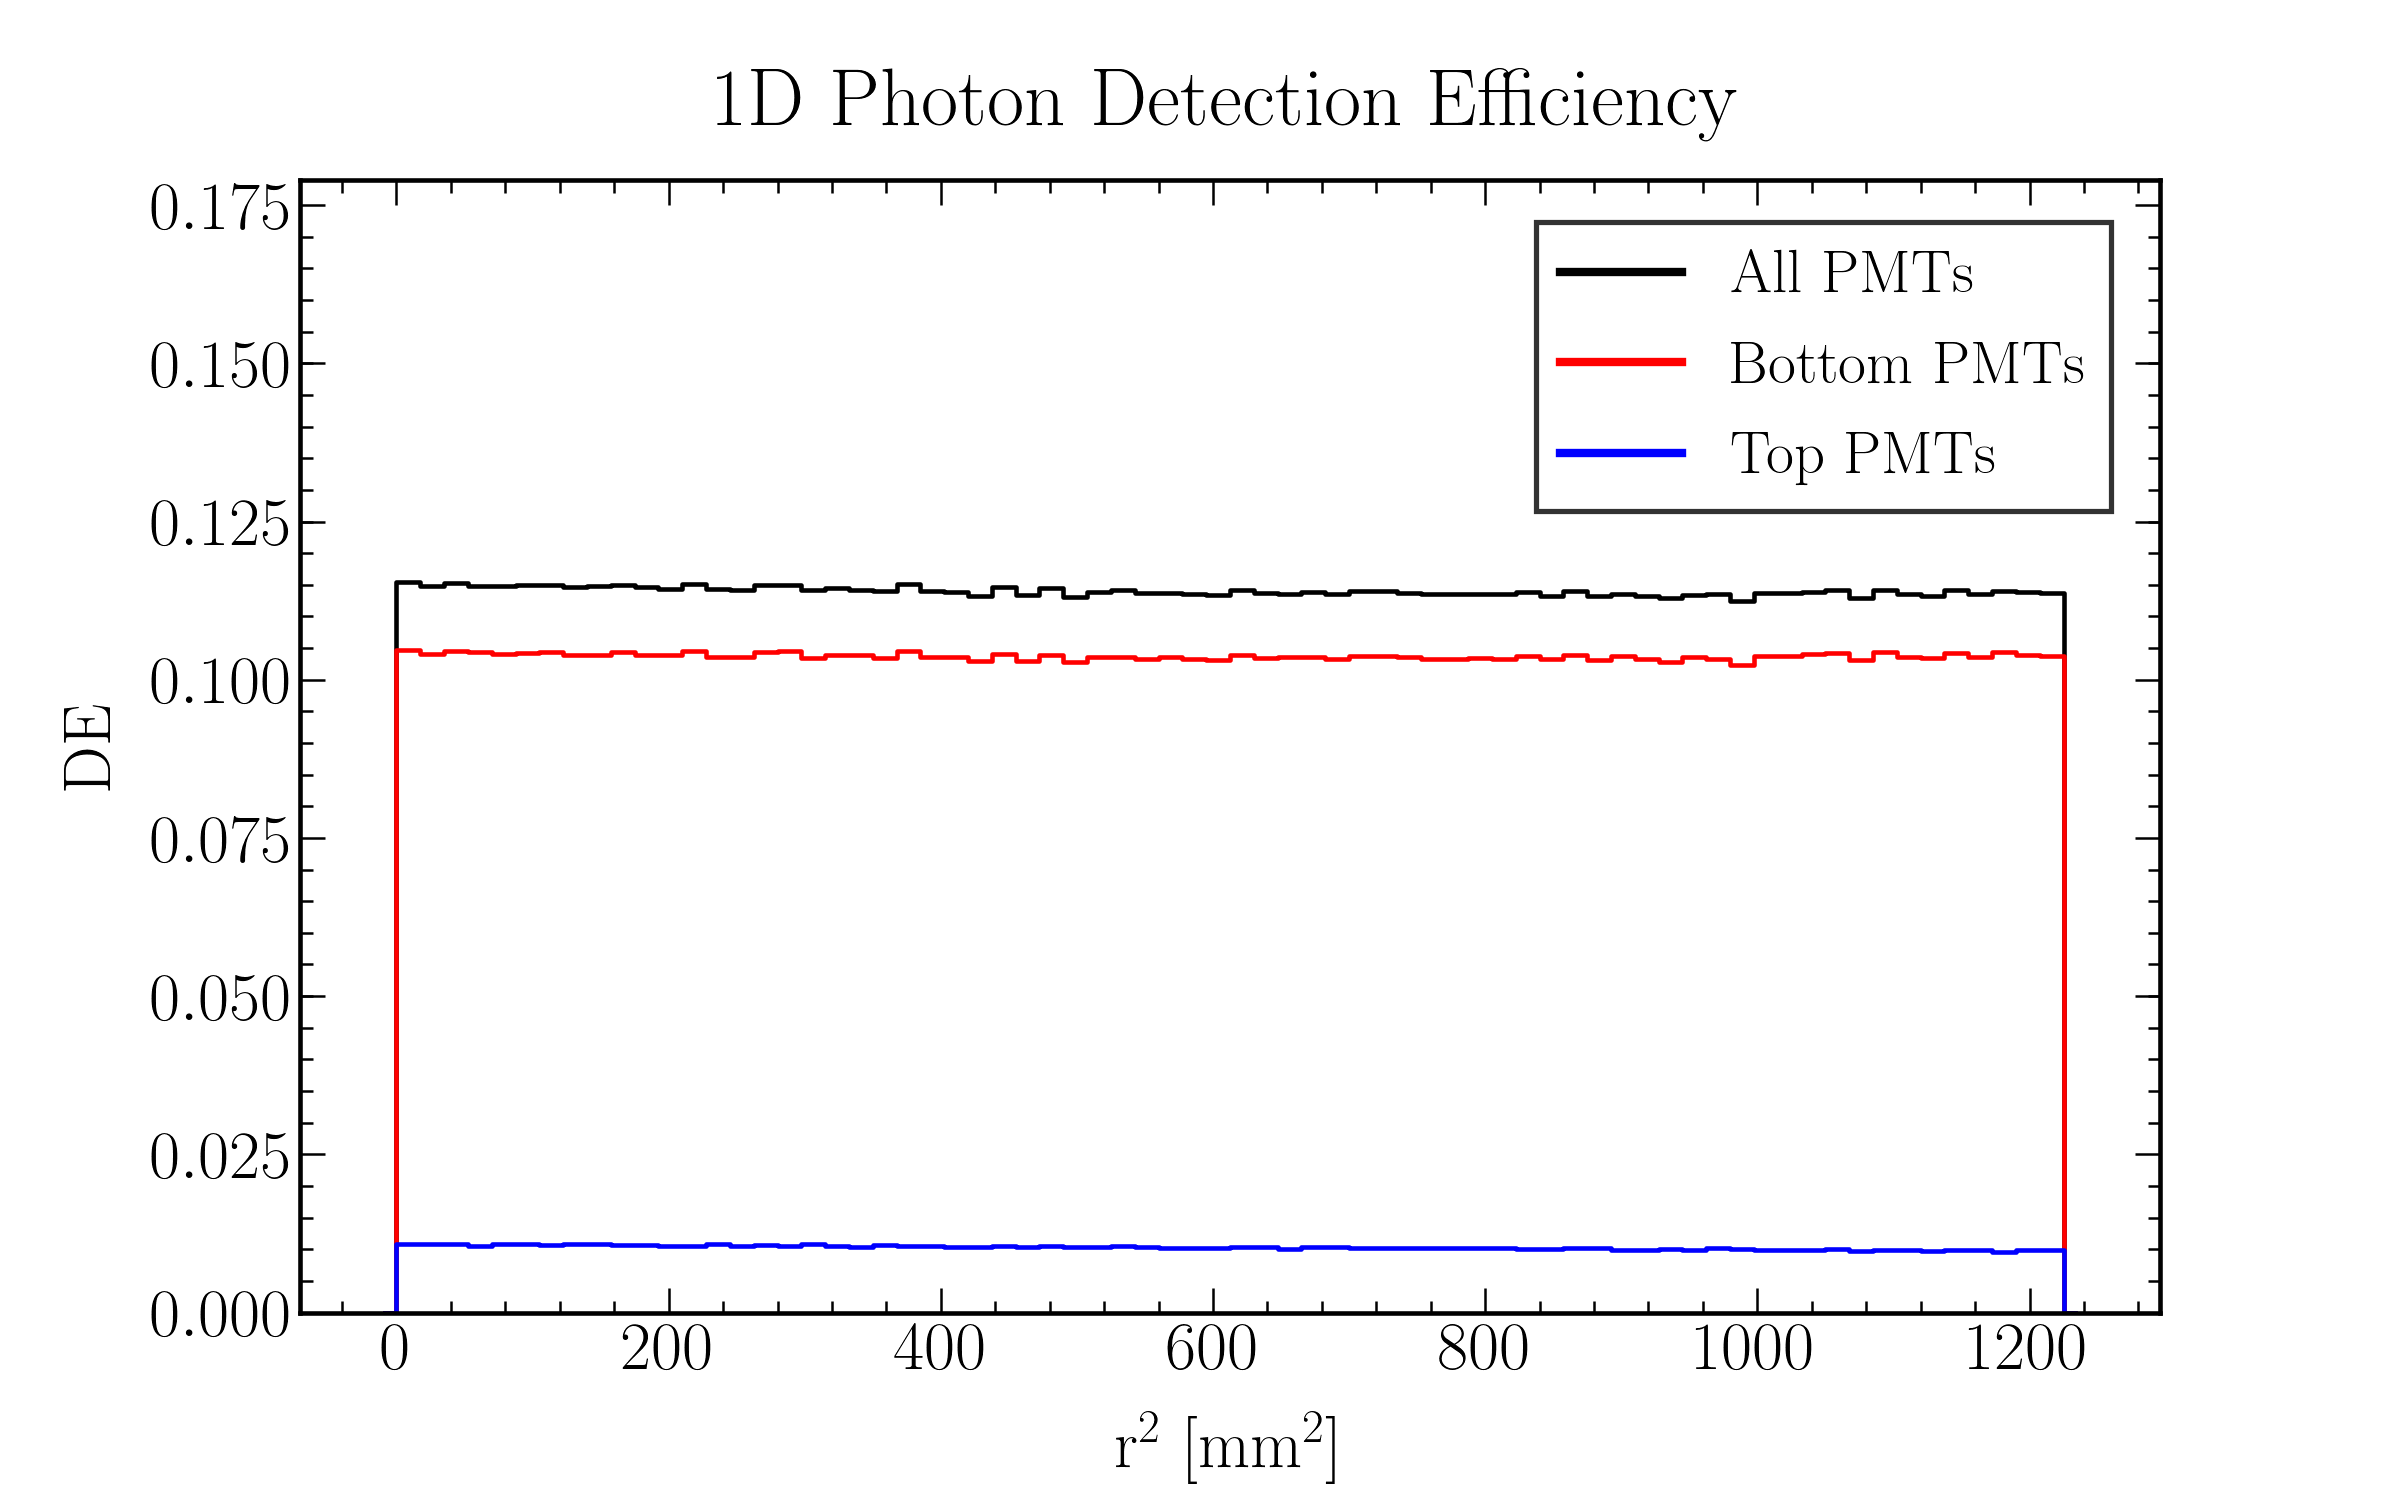 1D Photon Detection Efficiency
All PMTs
Bottom PMTs
Top PMTs
DE
0.175
0.150
0.125
0.100
0.075
0.050
0.025
0.000
0 200 400 600 800 1000 1200
r² [mm²]